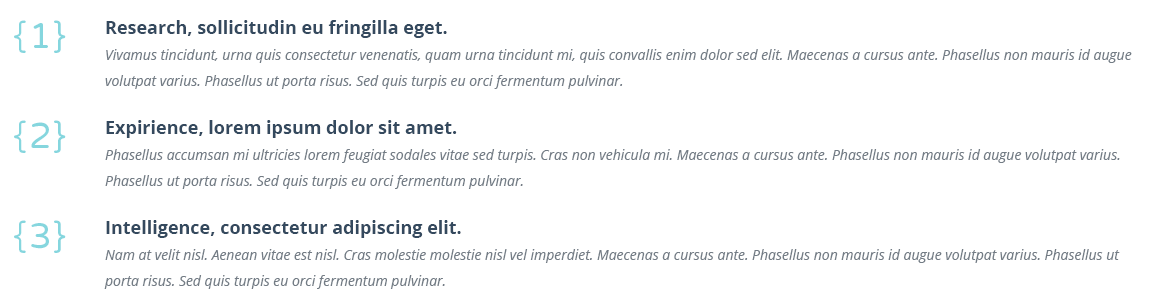 {1}
Research, sollicitudin eu fringilla eget.
Vivamus tincidunt, urna quis consectetur venenatis, quam urna tincidunt mi, quis convallis enim dolor sed elit. Maecenas a cursus ante. Phasellus non mauris id augue
volutpat varius. Phasellus ut porta risus. Sed quis turpis eu orci fermentum pulvinar.
{2}
Expirience, lorem ipsum dolor sit amet.
Phasellus accumsan mi ultricies lorem feugiat sodales vitae sed turpis. Cras non vehicula mi. Maecenas a cursus ante. Phasellus non mauris id augue volutpat varius.
Phasellus ut porta risus. Sed quis turpis eu orci fermentum pulvinar.
{3}
Intelligence, consectetur adipiscing elit.
Nam at velit nisl. Aenean vitae est nisl. Cras molestie molestie nisl vel imperdiet. Maecenas a cursus ante. Phasellus non mauris id augue volutpat varius. Phasellus ut
porta risus. Sed quis turpis eu orci fermentum pulvinar.